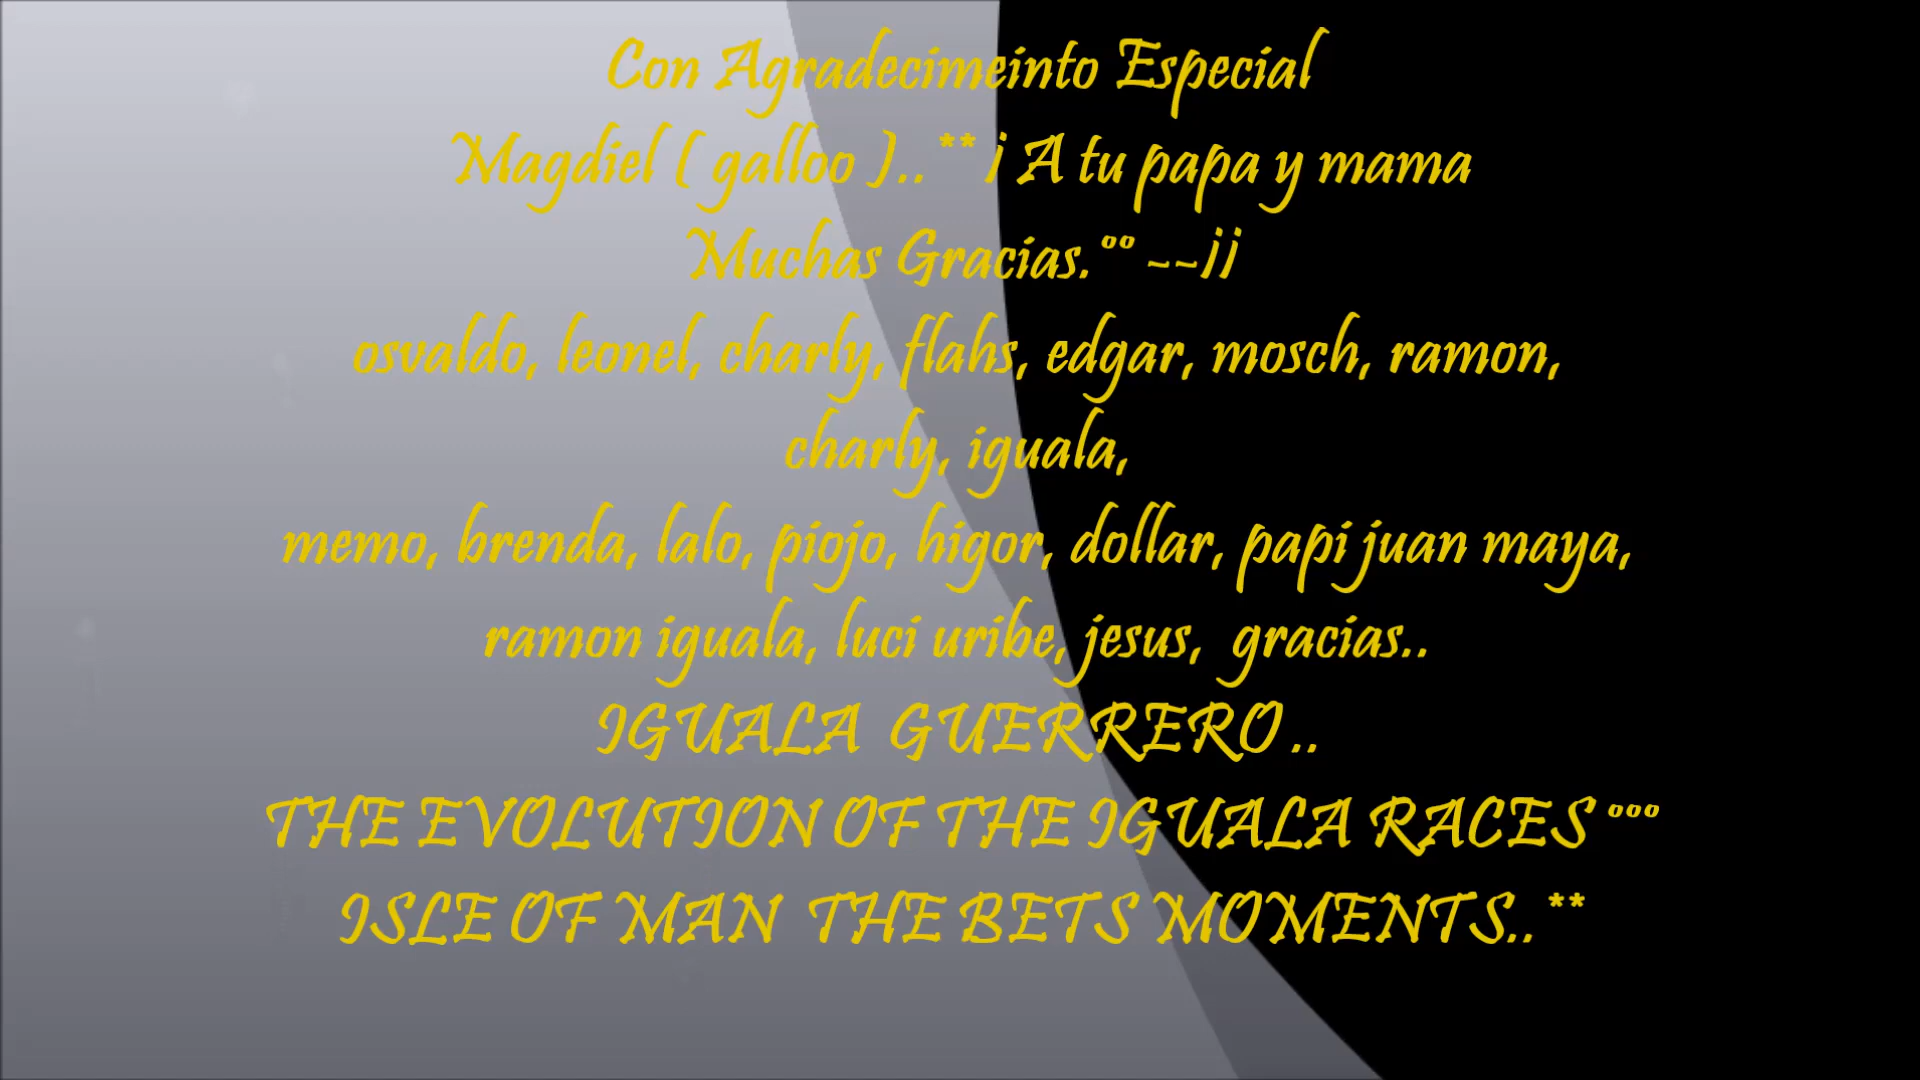 Con Agradecimeinto Especial
Magdiel ( galloo )..** ¡ A tu papa y mama
Muchas Gracias.°° --¡¡
osvaldo, leonel, charly, flahs, edgar, mosch, ramon,
charly, iguala,
memo, brenda, lalo, piojo, higor, dollar, papi juan maya,
ramon iguala, luci uribe, jesus,  gracias..
IGUALA  GUERRERO ..
THE EVOLUTION OF THE IGUALA RACES °°°
ISLE OF MAN  THE BETS MOMENTS..**